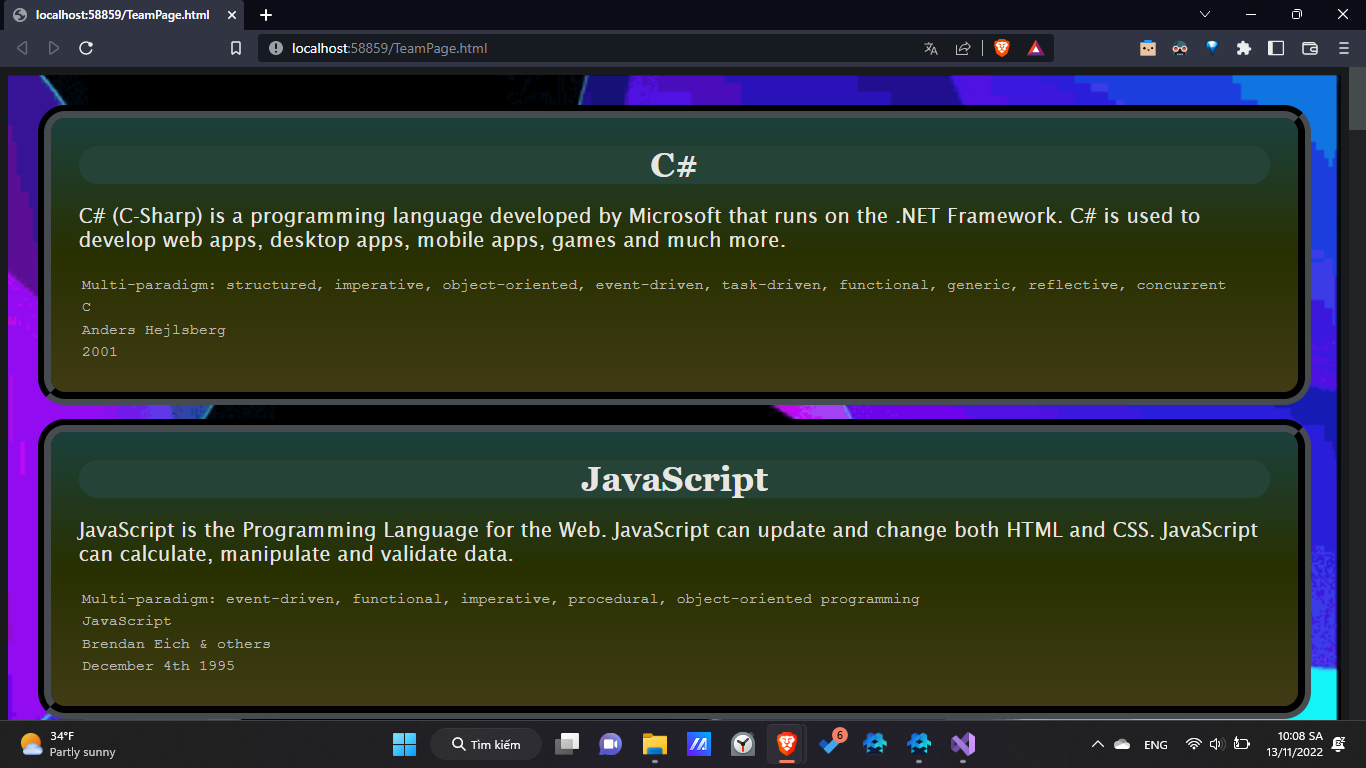 localhost:58859/TeamPage.html
localhost:58859/TeamPage.html
C#
C# (C-Sharp) is a programming language developed by Microsoft that runs on the .NET Framework. C# is used to
develop web apps, desktop apps, mobile apps, games and much more.
Multi-paradigm: structured, imperative, object-oriented, event-driven, task-driven, functional, generic, reflective, concurrent
C
Anders Hejlsberg
2001
JavaScript
JavaScript is the Programming Language for the Web. JavaScript can update and change both HTML and CSS. JavaScript
can calculate, manipulate and validate data.
Multi-paradigm: event-driven, functional, imperative, procedural, object-oriented programming
JavaScript
Brendan Eich & others
December 4th 1995
34°F
Partly sunny
Tìm kiếm
6
ENG
10:08 SA
13/11/2022